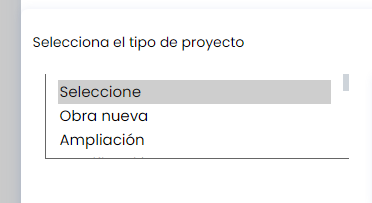 Selecciona el tipo de proyecto
Seleccione
Obra nueva
Ampliación